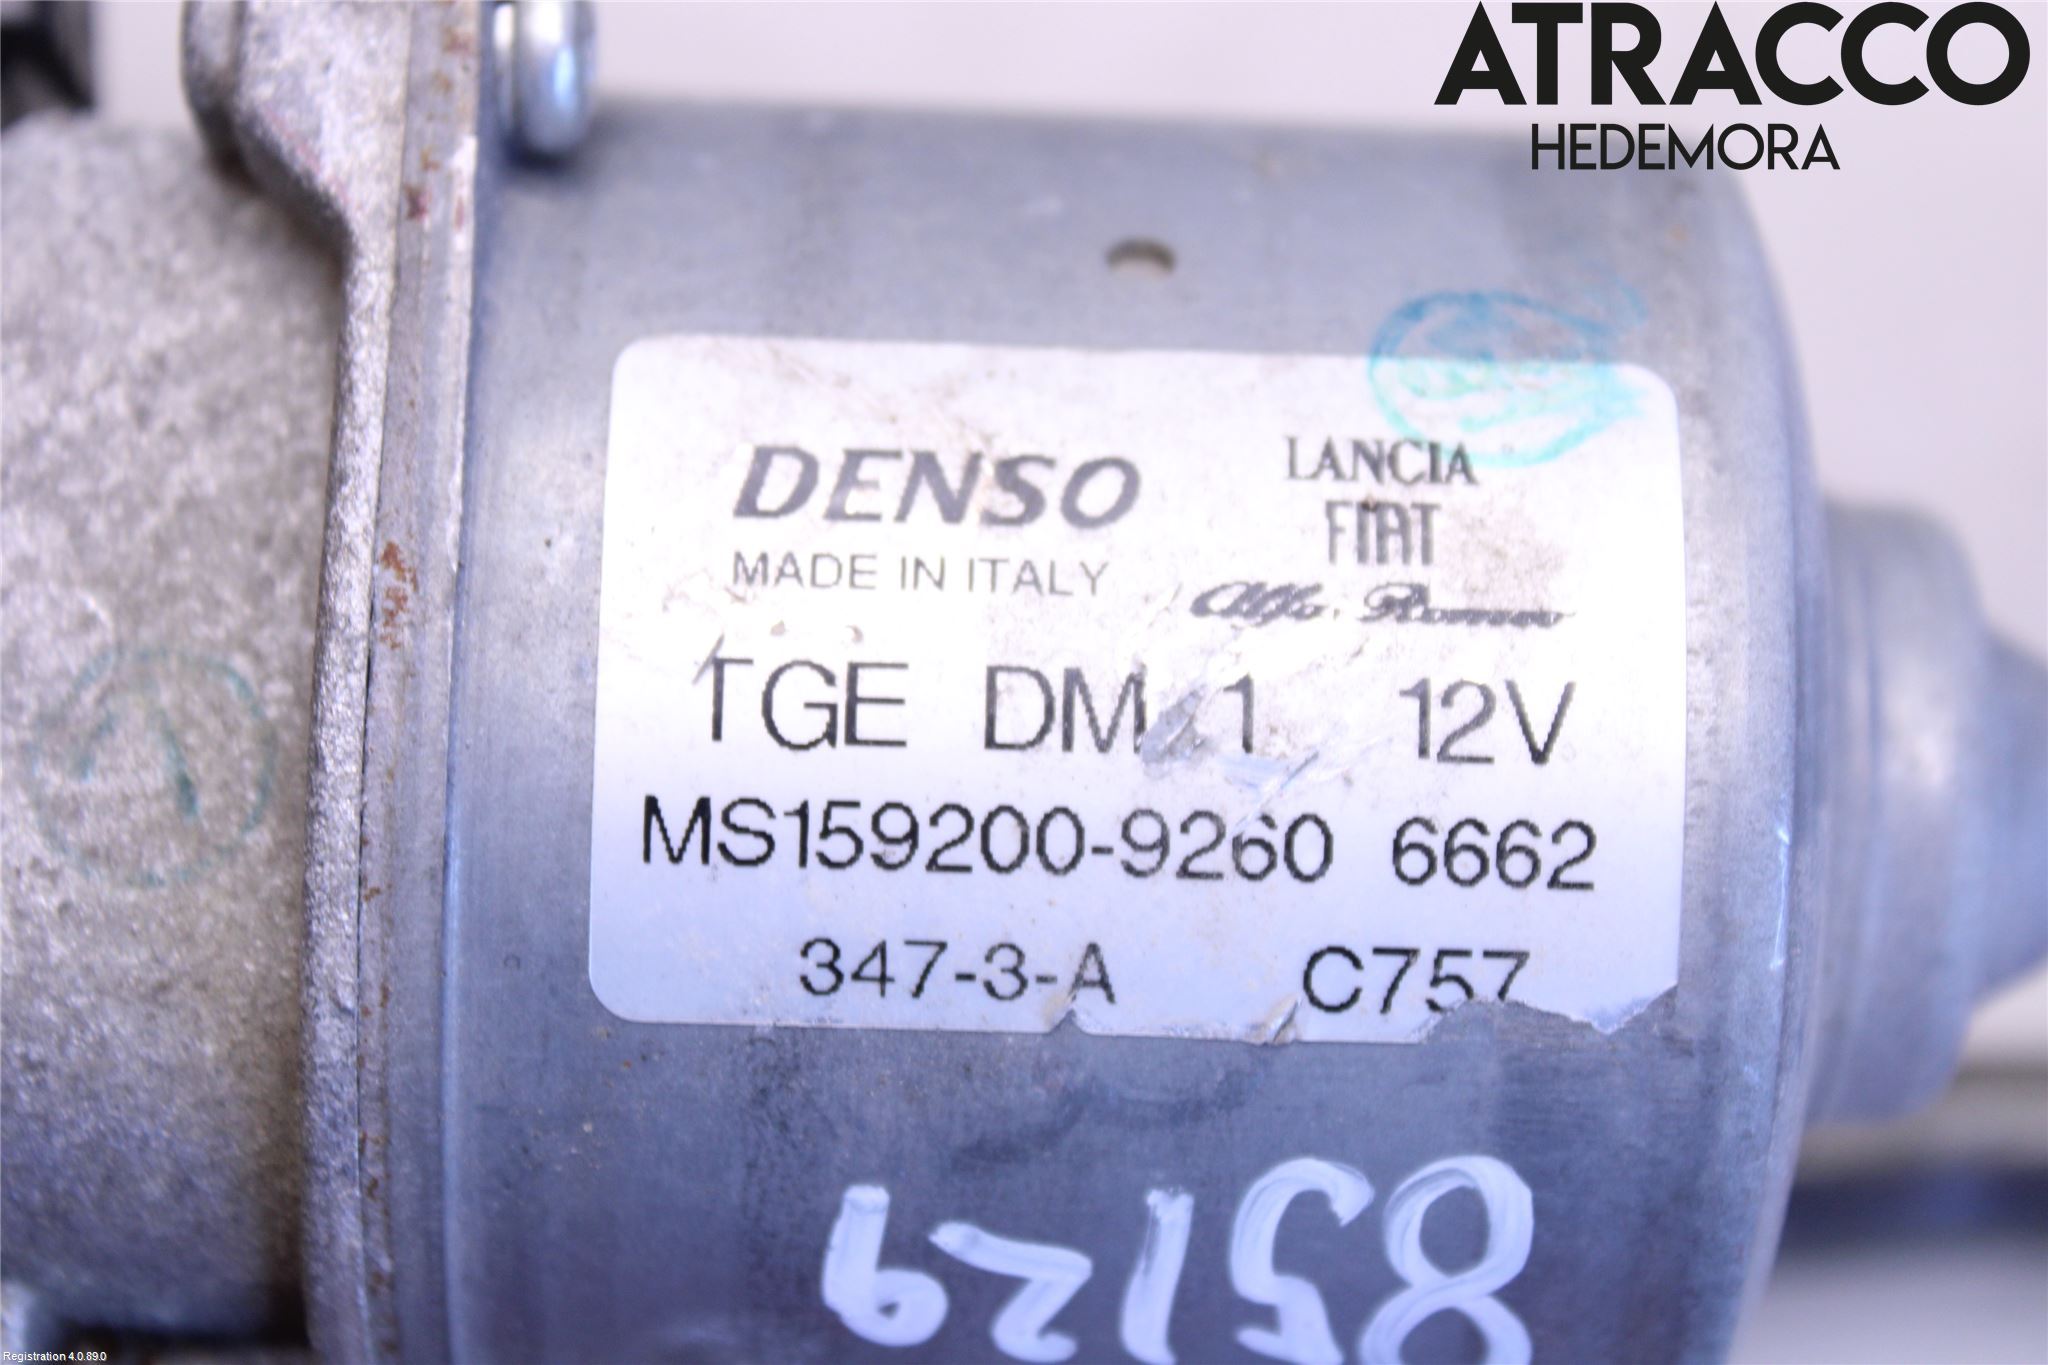 ATRACCO
HEDEMORA
DENSO
MADE IN ITALY
LANCIA
FIAT
Alfa Romeo
TGE DM 1 12V
MS159200-9260 6662
347-3-A C757
85129
Registration 4.0.89.0